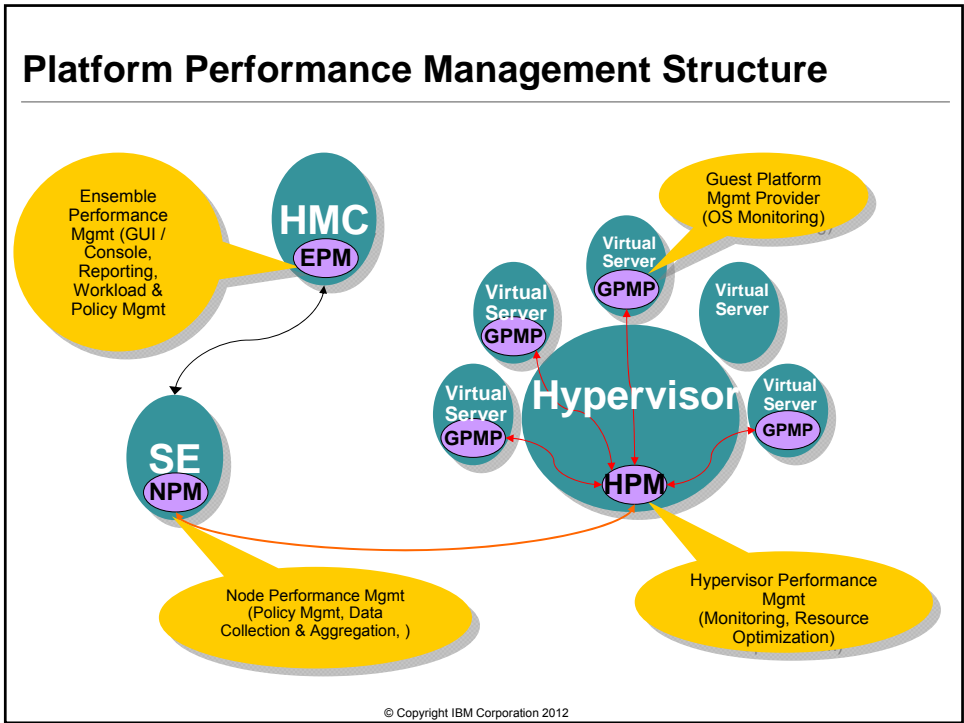 Platform Performance Management Structure
Ensemble
Performance
Mgmt (GUI /
Console,
Reporting,
Workload &
Policy Mgmt
HMC
EPM
Guest Platform
Mgmt Provider
(OS Monitoring)
Virtual
Server
GPMP
Virtual
Server
GPMP
Virtual
Server
Virtual
Server
GPMP
Virtual
Server
GPMP
Hypervisor
HPM
SE
NPM
Node Performance Mgmt
(Policy Mgmt, Data
Collection & Aggregation, )
Hypervisor Performance
Mgmt
(Monitoring, Resource
Optimization)
© Copyright IBM Corporation 2012